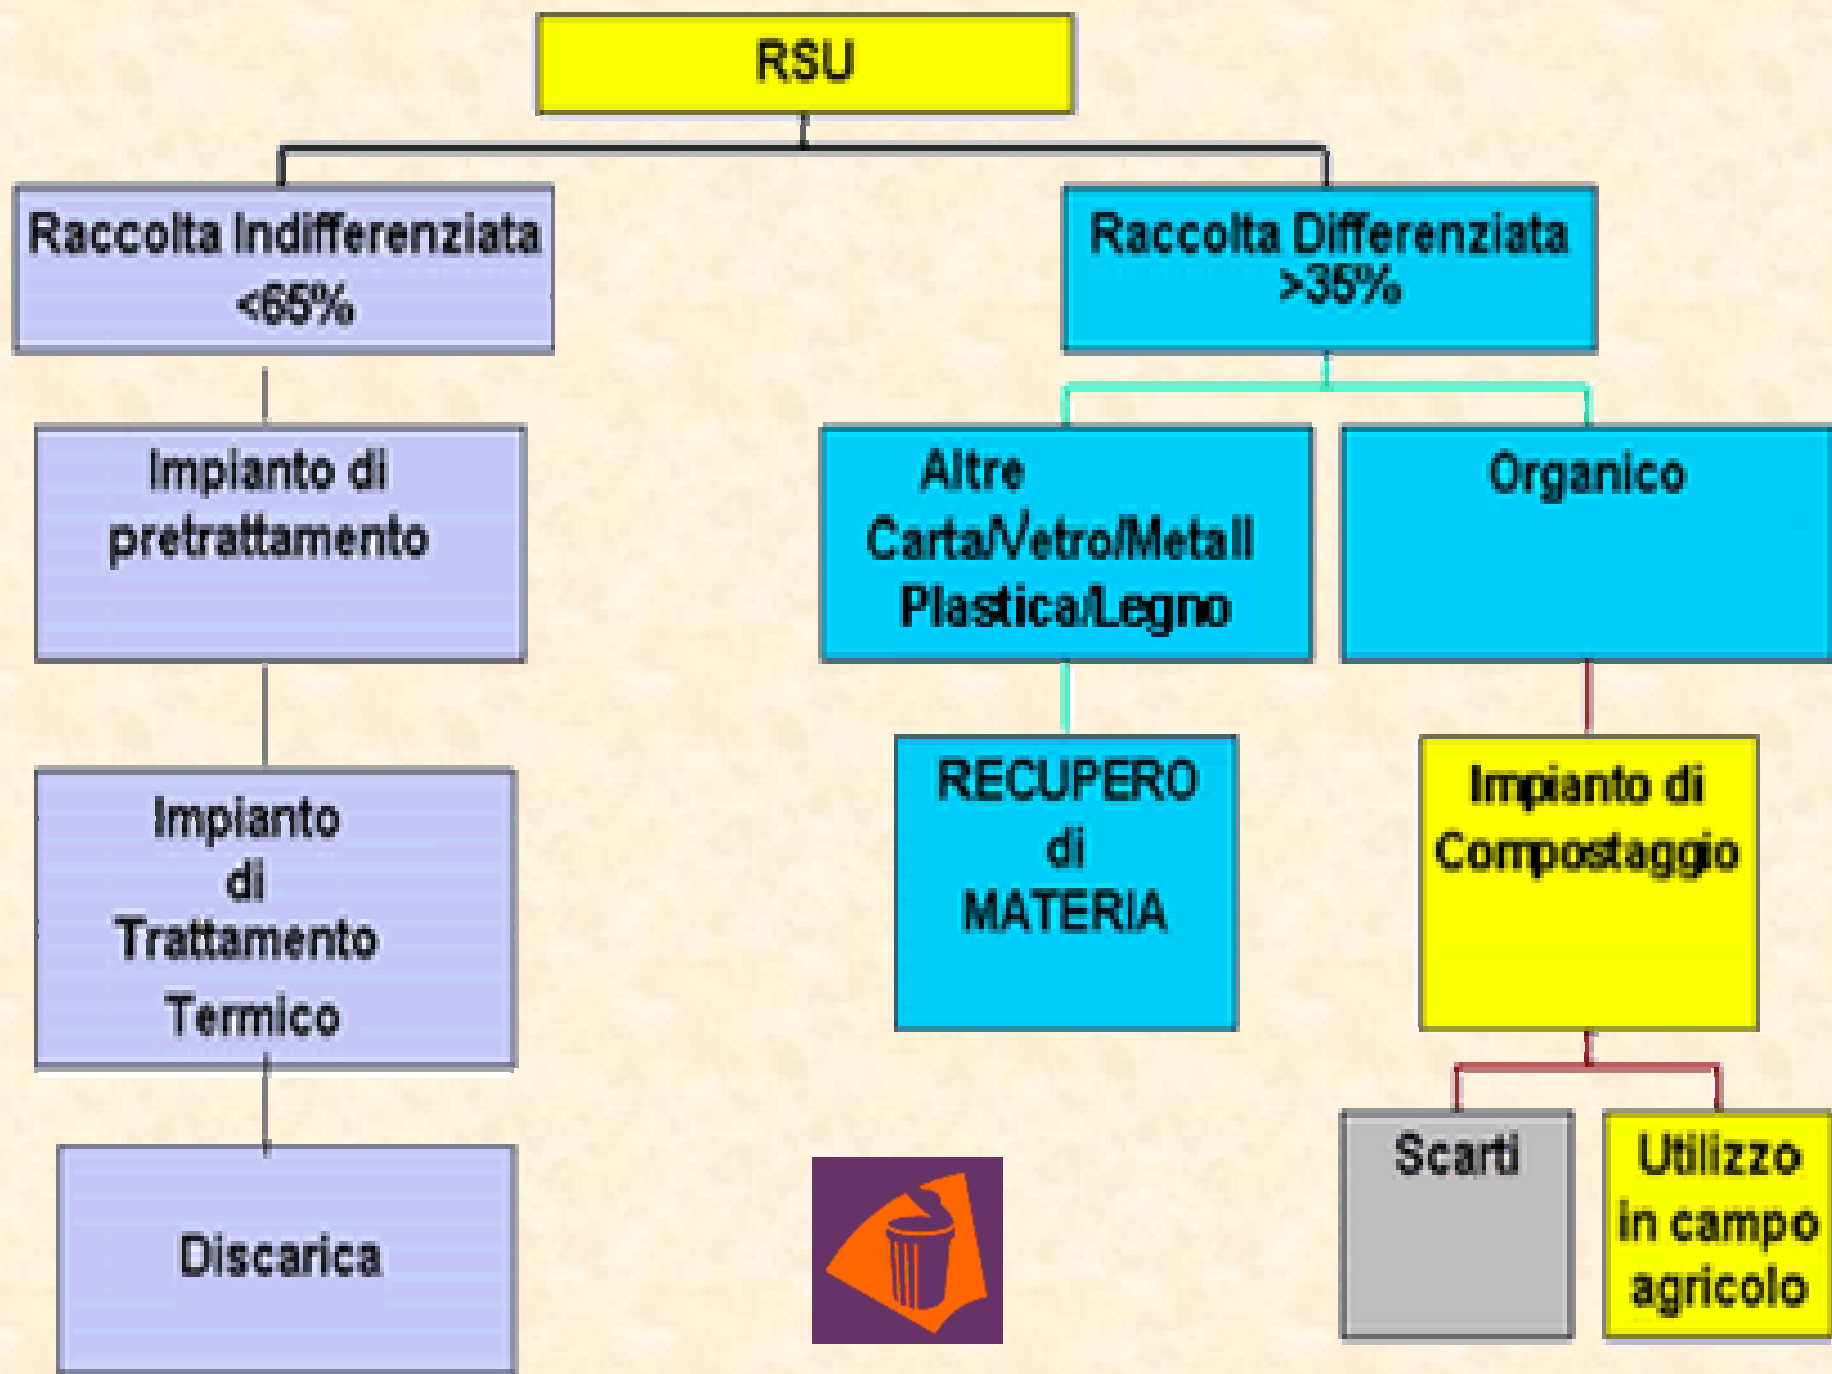 RSU
Raccolta Indifferenziata
<65%
Raccolta Differenziata
>35%
Impianto di
pretrattamento
Altre
Carta/Vetro/Metall
Plastica/Legno
Organico
Impianto
di
Trattamento
Termico
RECUPERO
di
MATERIA
Impianto di
Compostaggio
Discarica
Scarti
Utilizzo
in campo
agricolo